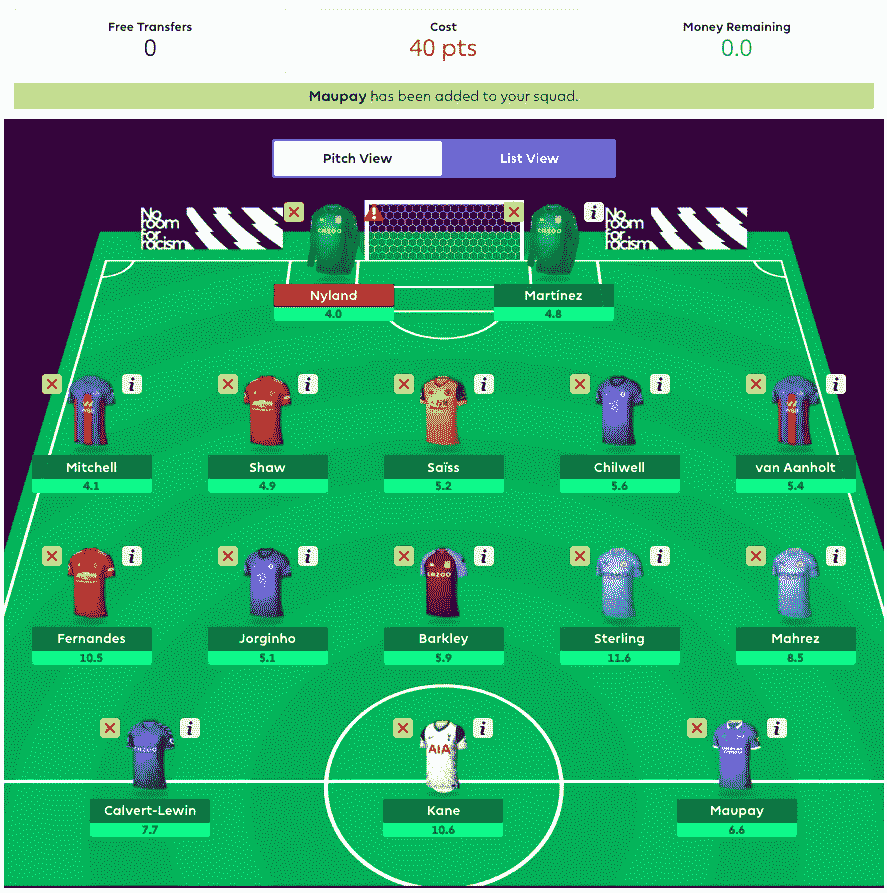 Free Transfers
Cost
Money Remaining
0
40 pts
0.0
Maupay has been added to your squad.
Pitch View
List View
No room for racism
No room for racism
Nyland
4.0
Martínez
4.8
Mitchell
4.1
Shaw
4.9
Saïss
5.2
Chilwell
5.6
van Aanholt
5.4
Fernandes
10.5
Jorginho
5.1
Barkley
5.9
Sterling
11.6
Mahrez
8.5
AIA
Calvert-Lewin
7.7
Kane
10.6
Maupay
6.6